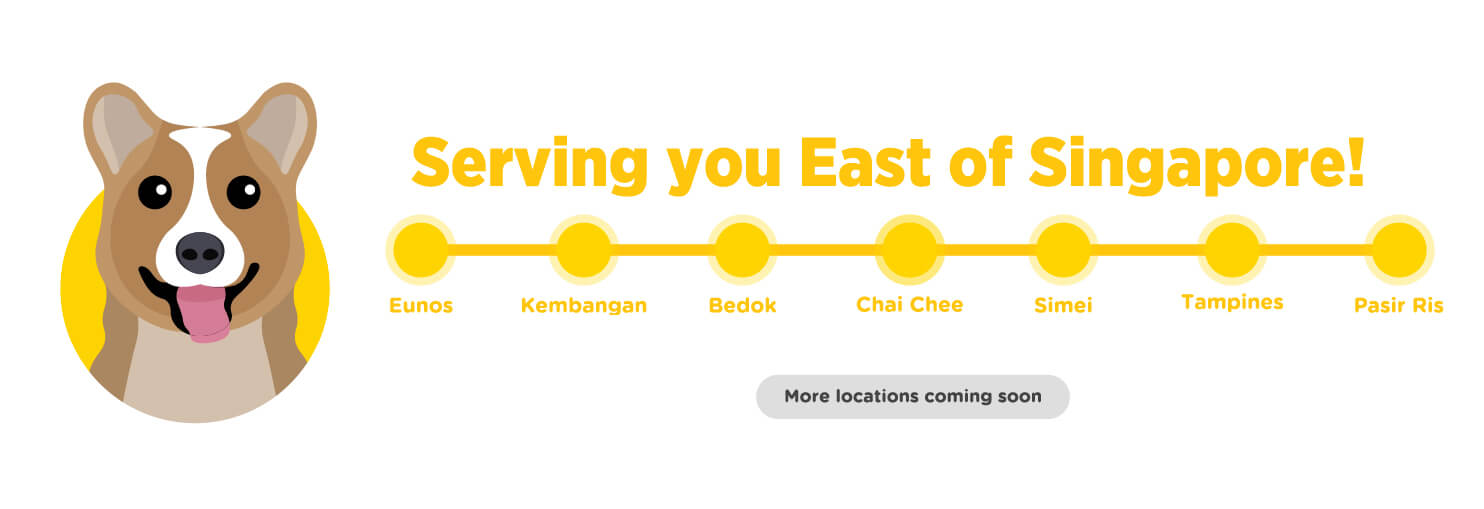 Serving you East of Singapore!
Eunos Kembangan Bedok Chai Chee Simei Tampines Pasir Ris
More locations coming soon